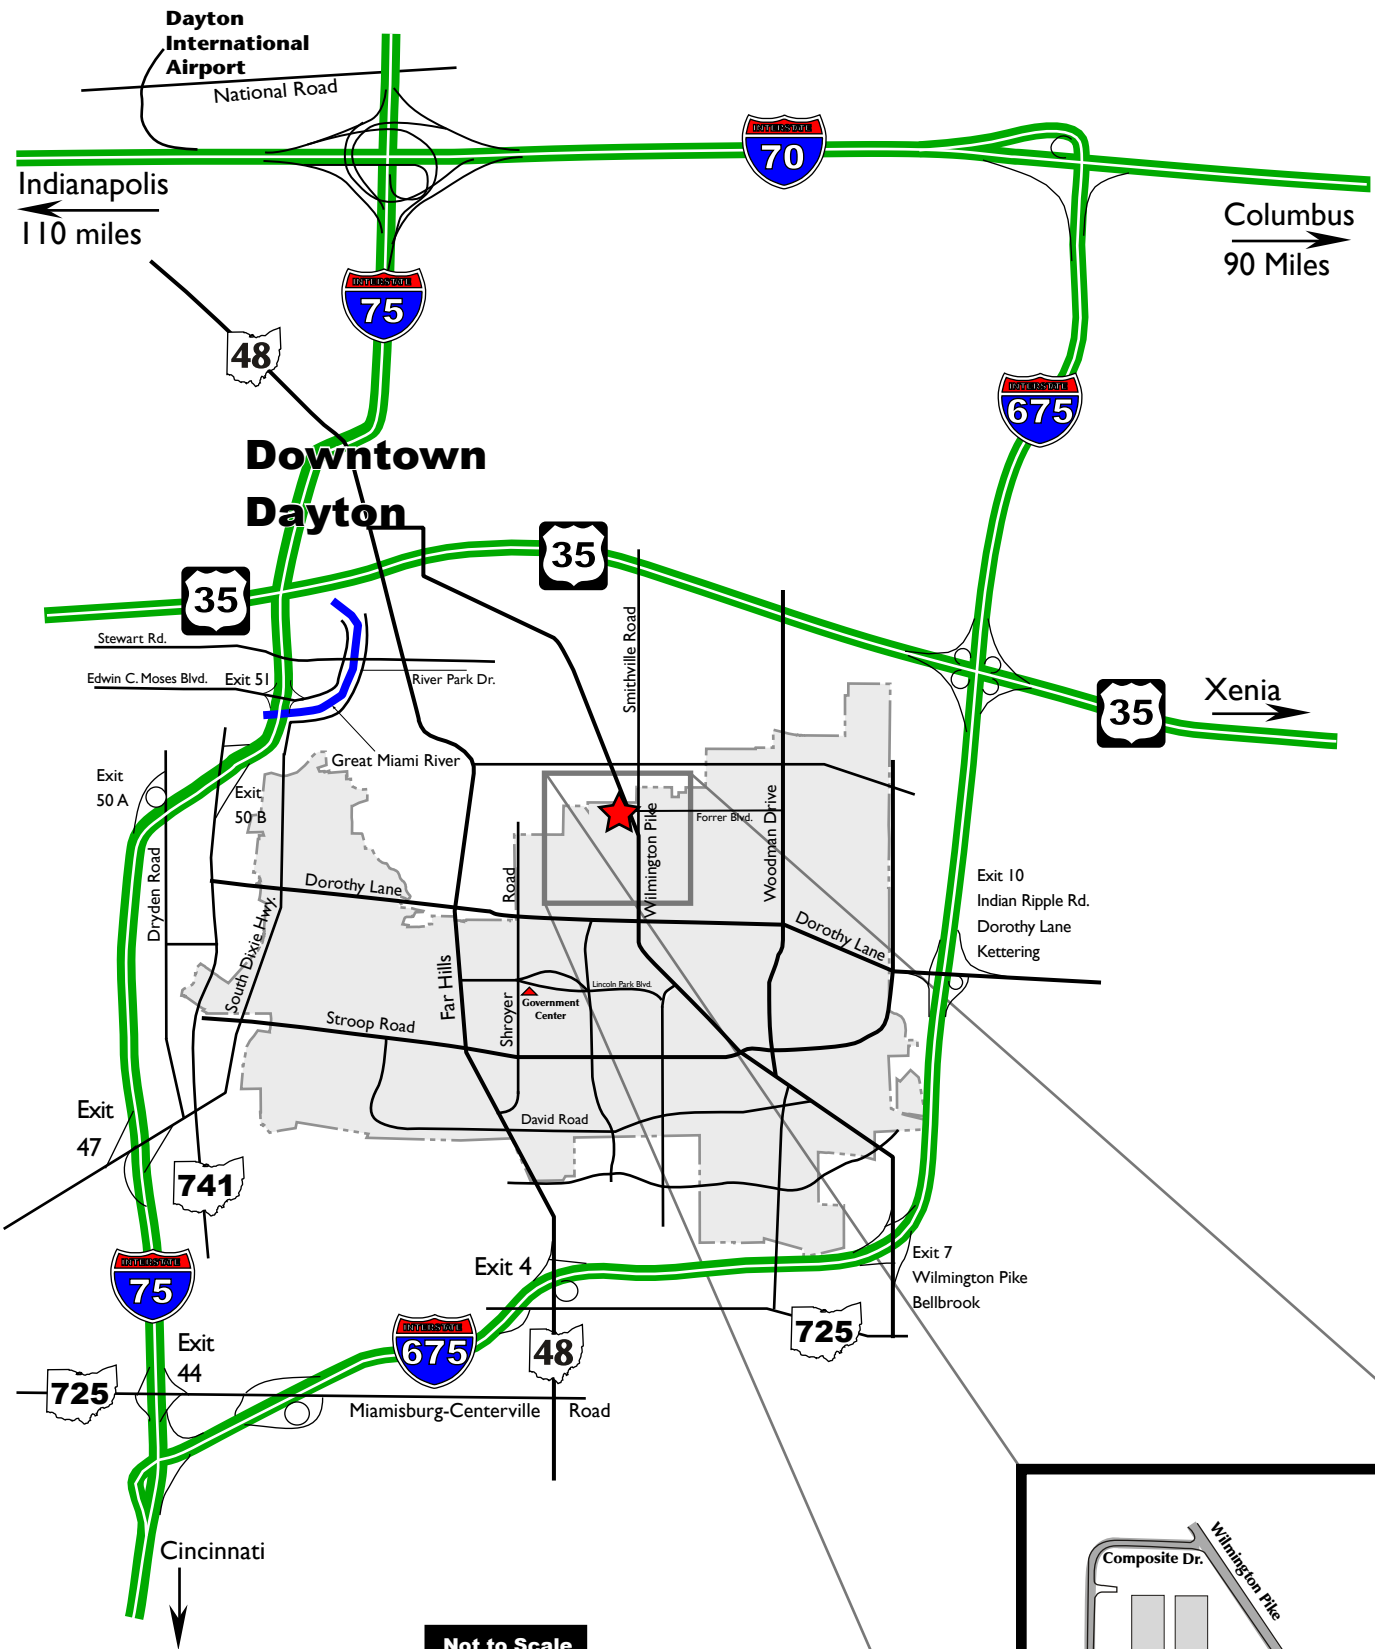 Dayton
International
Airport
National Road
INTERSTATE
70
Indianapolis
110 miles
Columbus
90 Miles
INTERSTATE
75
48
INTERSTATE
675
Downtown
Dayton
35
35
Smithville Road
Stewart Rd.
Edwin C. Moses Blvd.
Exit 51
River Park Dr.
Xenia
35
Great Miami River
Exit
50 A
Exit
50 B
Wilmington Pike
Forrer Blvd.
Woodman Drive
Dryden Road
Dorothy Lane
Road
South Dixie Hwy.
Dorothy Lane
Exit 10
Indian Ripple Rd.
Dorothy Lane
Kettering
Far Hills
Lincoln Park Blvd.
Government
Center
Shroyer
Stroop Road
Exit
47
David Road
741
INTERSTATE
75
Exit 4
Exit 7
Wilmington Pike
Bellbrook
INTERSTATE
675
48
725
Exit
44
725
Miamisburg-Centerville Road
Cincinnati
Composite Dr.
Wilmington Pike
Not to Scale